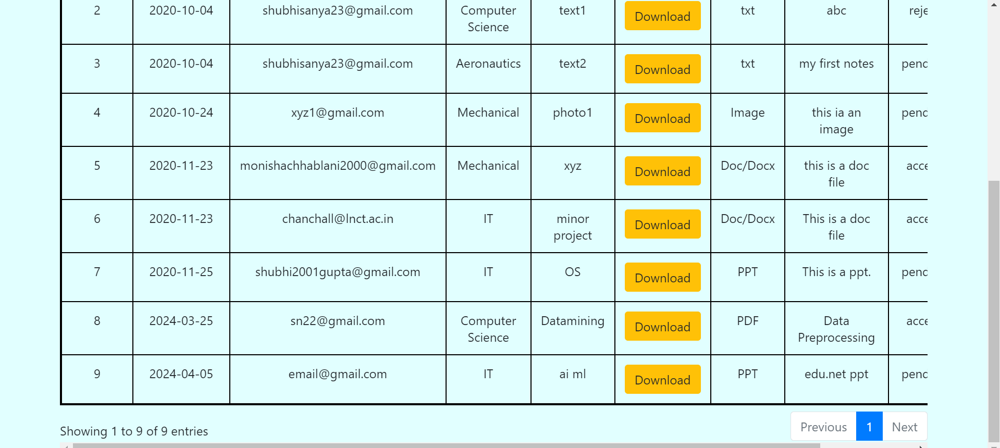 2 2020-10-04 shubhisanya23@gmail.com Computer Science text1 Download txt abc reje
3 2020-10-04 shubhisanya23@gmail.com Aeronautics text2 Download txt my first notes pend
4 2020-10-24 xyz1@gmail.com Mechanical photo1 Download Image this ia an image pend
5 2020-11-23 monishachhablani2000@gmail.com Mechanical xyz Download Doc/Docx this is a doc file acce
6 2020-11-23 chanchall@lnct.ac.in IT minor project Download Doc/Docx This is a doc file acce
7 2020-11-25 shubhi2001gupta@gmail.com IT OS Download PPT This is a ppt. pend
8 2024-03-25 sn22@gmail.com Computer Science Datamining Download PDF Data Preprocessing acce
9 2024-04-05 email@gmail.com IT ai ml Download PPT edu.net ppt pend
Showing 1 to 9 of 9 entries Previous 1 Next